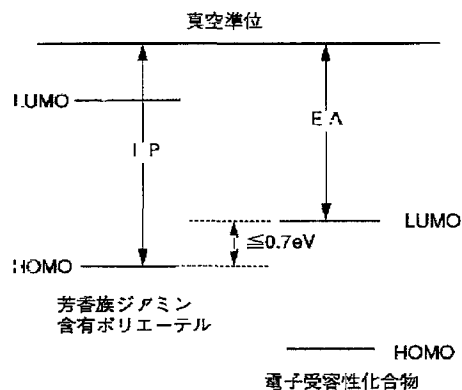 真空準位
LUMO
IP
EA
LUMO
≦0.7eV
HOMO
芳香族ジアミン
含有ポリエーテル
HOMO
電子受容性化合物